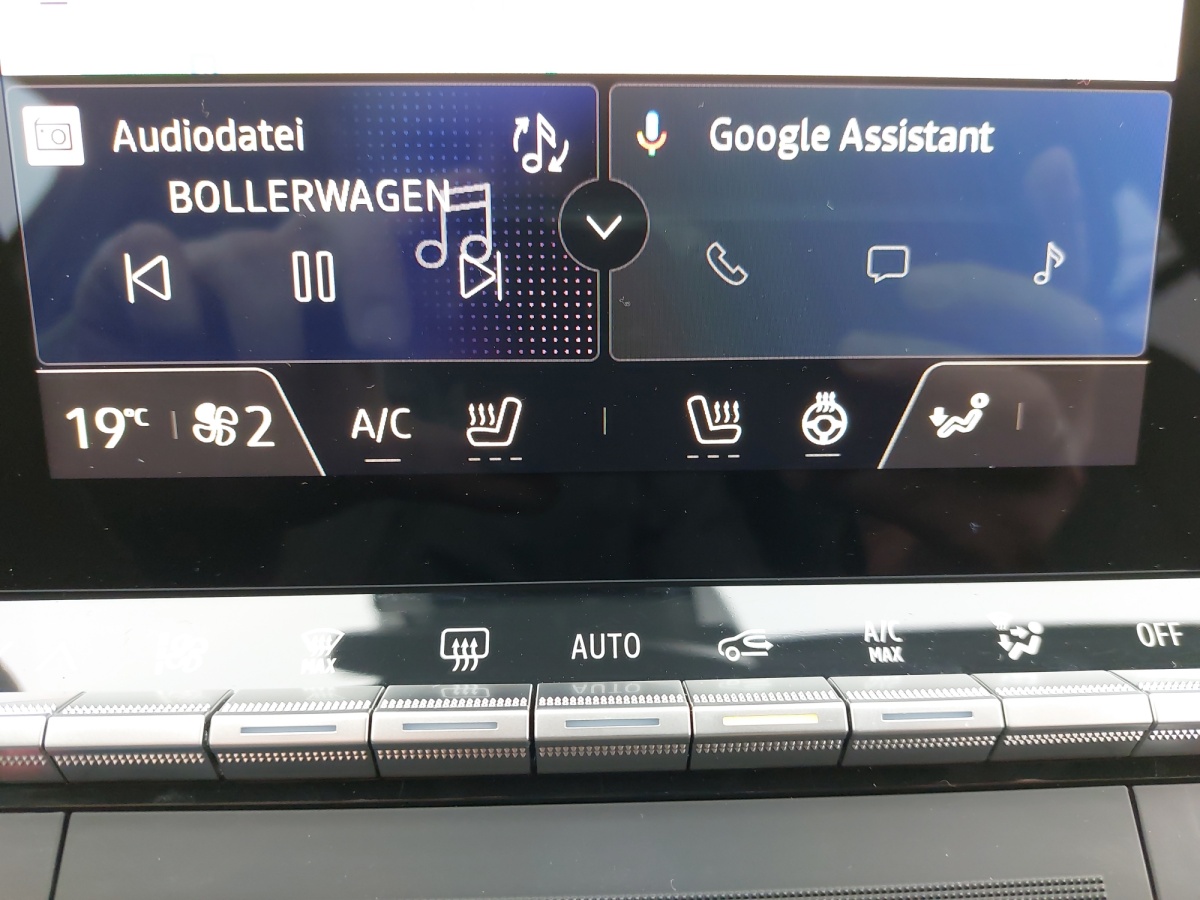 Audiodatei
BOLLERWAGEN
Google Assistant
19°C 2 A/C
MAX AUTO A/C MAX OFF